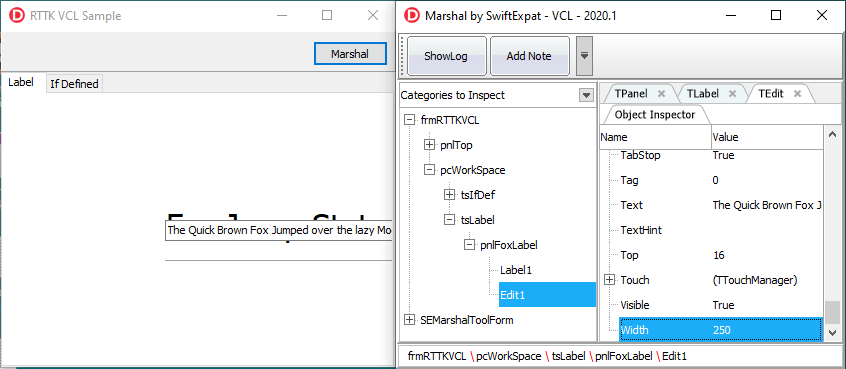 RTTK VCL Sample
Marshal
Label
If Defined
The Quick Brown Fox Jumped over the lazy Mo
Marshal by SwiftExpat - VCL - 2020.1
ShowLog
Add Note
Categories to Inspect
frmRTTKVCL
pnlTop
pcWorkSpace
tsIfDef
tsLabel
pnlFoxLabel
Label1
Edit1
SEMarshalToolForm
TPanel
TLabel
TEdit
Object Inspector
Name Value
TabStop True
Tag 0
Text The Quick Brown Fox J
TextHint
Top 16
Touch (TTouchManager)
Visible True
Width 250
frmRTTKVCL \ pcWorkSpace \ tsLabel \ pnlFoxLabel \ Edit1